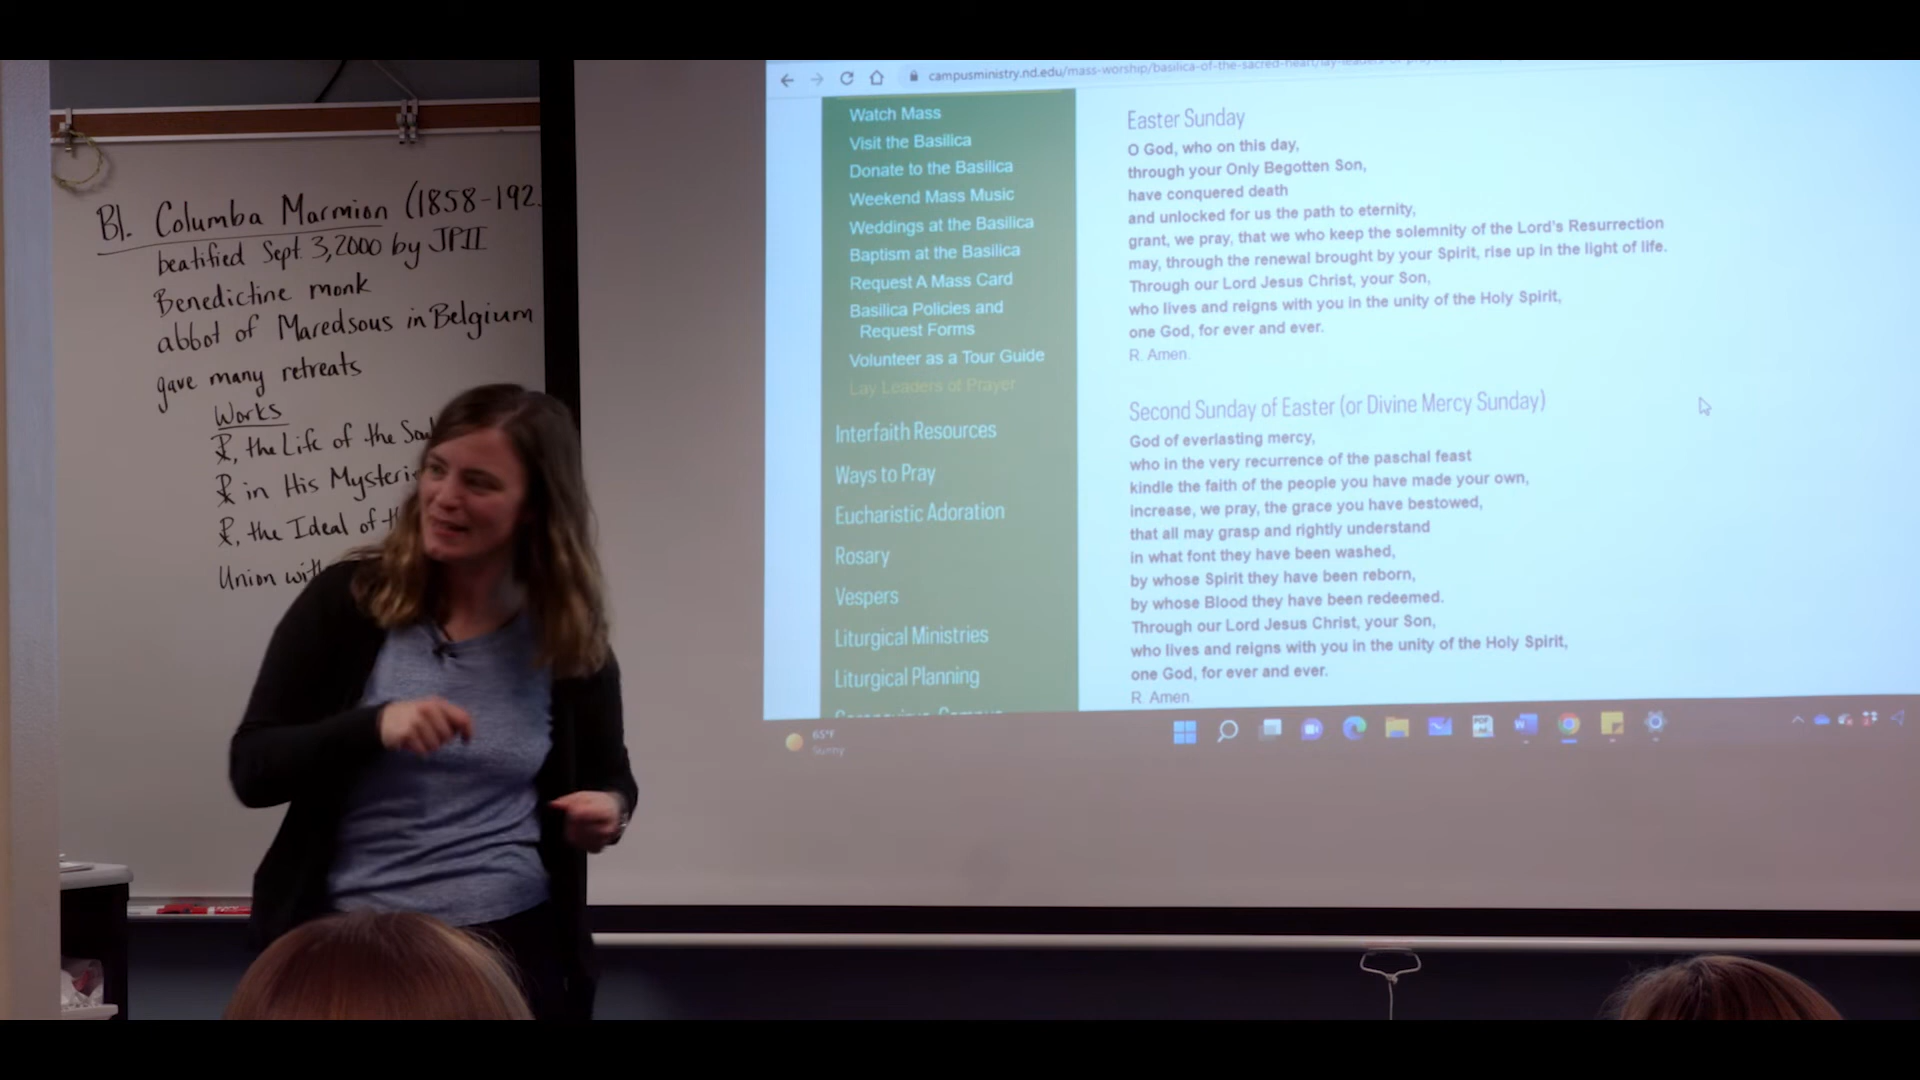 Bl. Columba Marmion (1858-192
beatified Sept. 3, 2000 by JPII
Benedictine monk
abbot of Maredsous in Belgium
gave many retreats
Works
☧, the Life of the Soul
☧ in His Mysterie
☧, the Ideal of th
Union with
campusministry.nd.edu/mass-worship/basilica-of-the-sacred-heart/lay-leaders-of-
Watch Mass
Visit the Basilica
Donate to the Basilica
Weekend Mass Music
Weddings at the Basilica
Baptism at the Basilica
Request A Mass Card
Basilica Policies and
Request Forms
Volunteer as a Tour Guide
Lay Leaders of Prayer
Interfaith Resources
Ways to Pray
Eucharistic Adoration
Rosary
Vespers
Liturgical Ministries
Liturgical Planning
Easter Sunday
O God, who on this day,
through your Only Begotten Son,
have conquered death
and unlocked for us the path to eternity,
grant, we pray, that we who keep the solemnity of the Lord's Resurrection
may, through the renewal brought by your Spirit, rise up in the light of life.
Through our Lord Jesus Christ, your Son,
who lives and reigns with you in the unity of the Holy Spirit,
one God, for ever and ever.
R. Amen.
Second Sunday of Easter (or Divine Mercy Sunday)
God of everlasting mercy,
who in the very recurrence of the paschal feast
kindle the faith of the people you have made your own,
increase, we pray, the grace you have bestowed,
that all may grasp and rightly understand
in what font they have been washed,
by whose Spirit they have been reborn,
by whose Blood they have been redeemed.
Through our Lord Jesus Christ, your Son,
who lives and reigns with you in the unity of the Holy Spirit,
one God, for ever and ever.
R. Amen.
65°F
Sunny